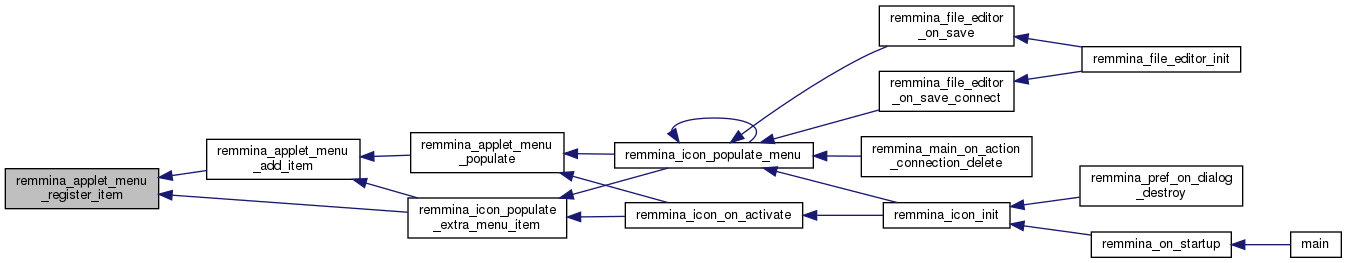 remmina_applet_menu
_register_item
remmina_applet_menu
_add_item
remmina_applet_menu
_populate
remmina_icon_populate
_extra_menu_item
remmina_icon_populate_menu
remmina_icon_on_activate
remmina_file_editor
_on_save
remmina_file_editor
_on_save_connect
remmina_main_on_action
_connection_delete
remmina_icon_init
remmina_file_editor_init
remmina_pref_on_dialog
_destroy
remmina_on_startup
main